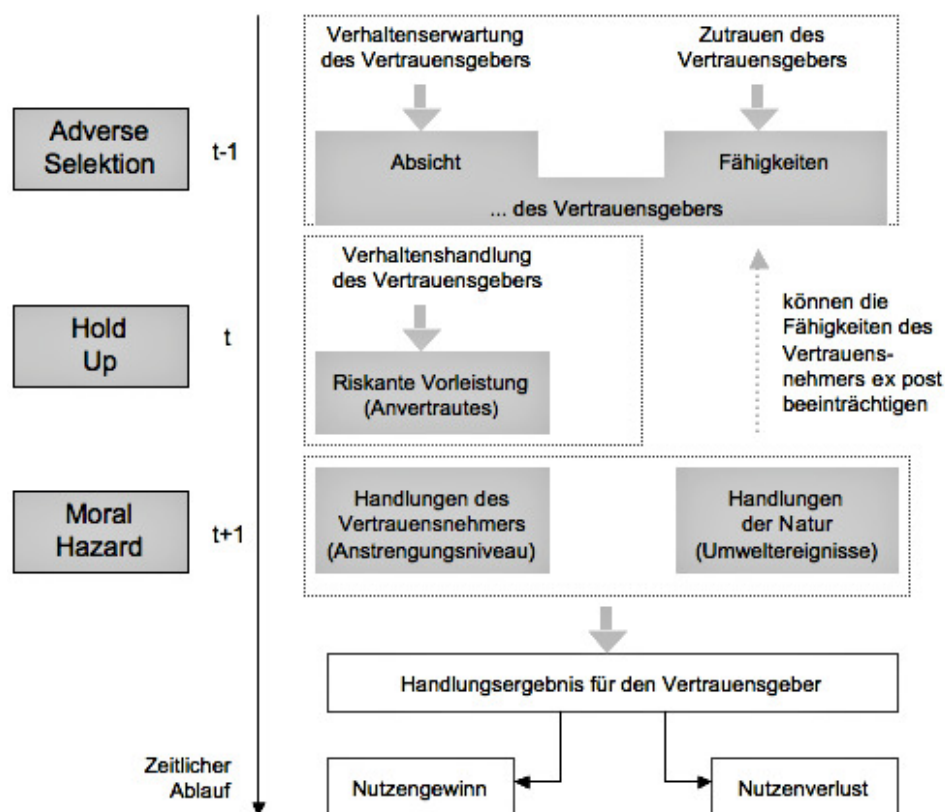 Verhaltenserwartung
des Vertrauensgebers
Zutrauen des
Vertrauensgebers
Adverse
Selektion
t-1
Absicht
Fähigkeiten
... des Vertrauensgebers
Verhaltenshandlung
des Vertrauensgebers
Hold
Up
t
Riskante Vorleistung
(Anvertrautes)
können die
Fähigkeiten des
Vertrauens-
nehmers ex post
beeinträchtigen
Moral
Hazard
t+1
Handlungen des
Vertrauensnehmers
(Anstrengungsniveau)
Handlungen
der Natur
(Umweltereignisse)
Handlungsergebnis für den Vertrauensgeber
Zeitlicher
Ablauf
Nutzengewinn
Nutzenverlust